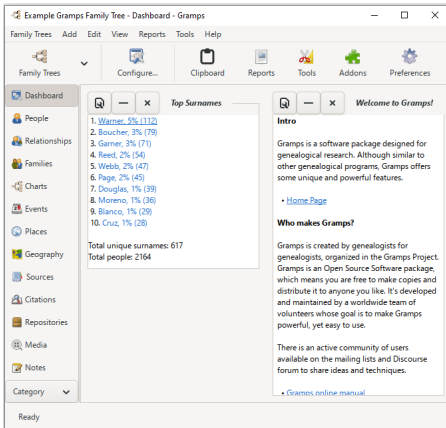 Example Gramps Family Tree - Dashboard - Gramps
Family Trees Add Edit View Reports Tools Help
Family Trees Configure... Clipboard Reports Tools Addons Preferences
Dashboard
People
Relationships
Families
Charts
Events
Places
Geography
Sources
Citations
Repositories
Media
Notes
Category
Top Surnames
1. Warner, 5% (112)
2. Boucher, 3% (79)
3. Garner, 3% (71)
4. Reed, 2% (54)
5. Webb, 2% (47)
6. Page, 2% (45)
7. Douglas, 1% (39)
8. Moreno, 1% (36)
9. Blanco, 1% (29)
10. Cruz, 1% (28)
Total unique surnames: 617
Total people: 2164
Welcome to Gramps!
Intro
Gramps is a software package designed for
genealogical research. Although similar to
other genealogical programs, Gramps offers
some unique and powerful features.
• Home Page
Who makes Gramps?
Gramps is created by genealogists for
genealogists, organized in the Gramps Project.
Gramps is an Open Source Software package,
which means you are free to make copies and
distribute it to anyone you like. It's developed
and maintained by a worldwide team of
volunteers whose goal is to make Gramps
powerful, yet easy to use.
There is an active community of users
available on the mailing lists and Discourse
forum to share ideas and techniques.
• Gramps online manual
Ready